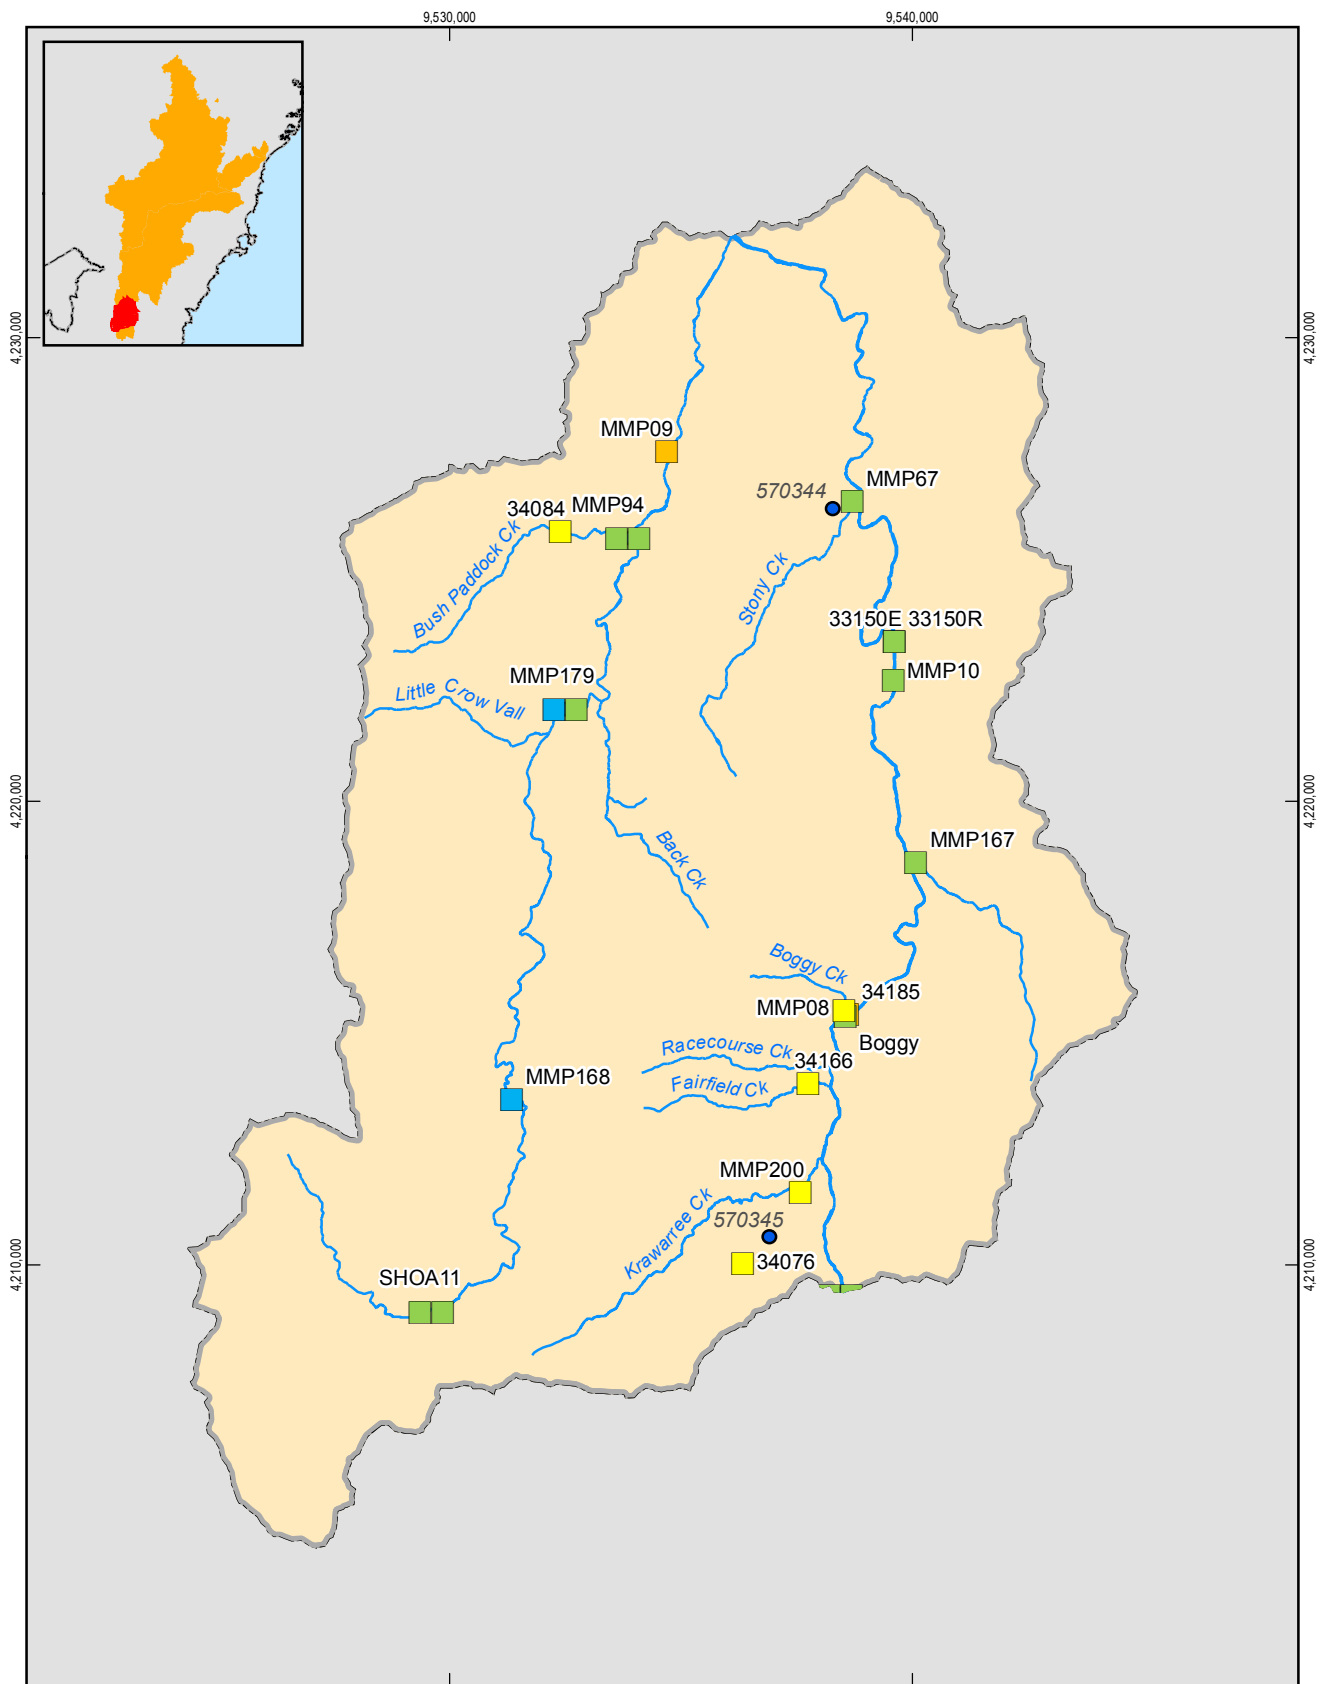 9,530,000
9,540,000
4,230,000
4,230,000
MMP09
MMP67
570344
34084
MMP94
Bush Paddock Ck
Stony Ck
33150E
33150R
MMP10
MMP179
Little Crow Vall
4,220,000
4,220,000
MMP167
Back Ck
Boggy Ck
34185
MMP08
Boggy
Racecourse Ck
34166
Fairfield Ck
MMP168
MMP200
Krawarree Ck
570345
34076
SHOA11
4,210,000
4,210,000